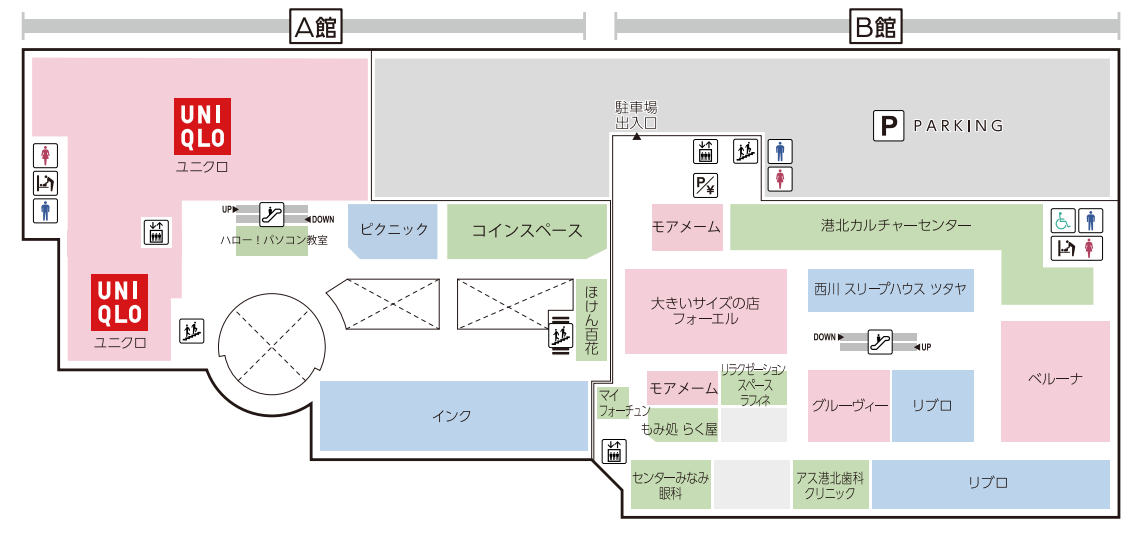 A館
B館
UNI
QLO
ユニクロ
駐車場
出入口
P PARKING
P/¥
UP
DOWN
ハロー！パソコン教室
ピクニック
コインスペース
モアメーム
港北カルチャーセンター
UNI
QLO
ユニクロ
ほけん百花
大きいサイズの店
フォーエル
西川 スリープハウス ツタヤ
DOWN
UP
ベルーナ
インク
マイ
フォーチュン
モアメーム
リラクゼーション
スペース
ラフィネ
グルーヴィー
リブロ
もみ処 らく屋
センターみなみ
眼科
アス港北歯科
クリニック
リブロ